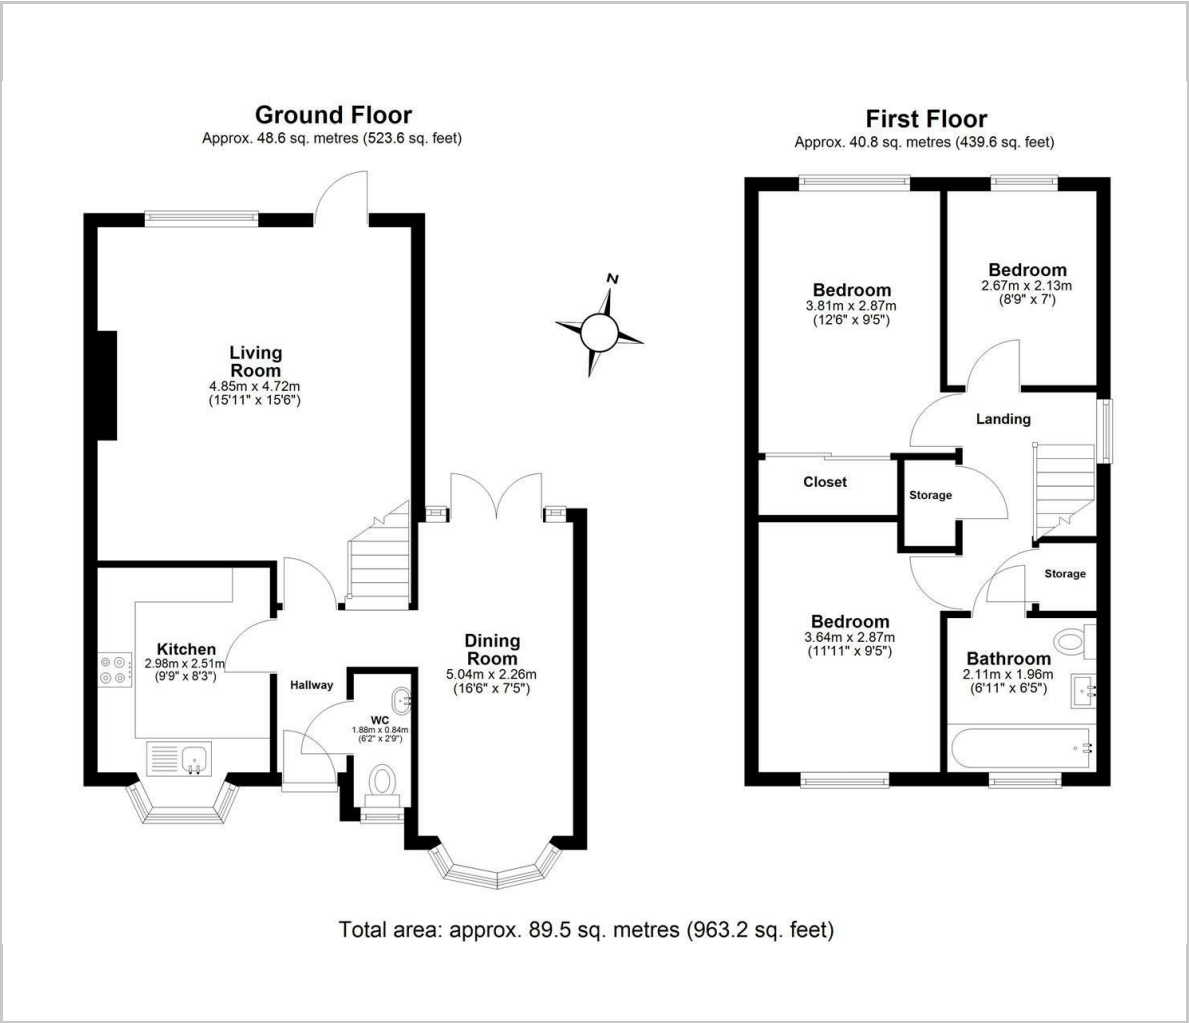 Ground Floor
Approx. 48.6 sq. metres (523.6 sq. feet)
First Floor
Approx. 40.8 sq. metres (439.6 sq. feet)
N
Living
Room
4.85m x 4.72m
(15'11" x 15'6")
Kitchen
2.98m x 2.51m
(9'9" x 8'3")
Hallway
WC
1.88m x 0.84m
(6'2" x 2'9")
Dining
Room
5.04m x 2.26m
(16'6" x 7'5")
Bedroom
3.81m x 2.87m
(12'6" x 9'5")
Bedroom
2.67m x 2.13m
(8'9" x 7')
Landing
Closet
Storage
Storage
Bedroom
3.64m x 2.87m
(11'11" x 9'5")
Bathroom
2.11m x 1.96m
(6'11" x 6'5")
Total area: approx. 89.5 sq. metres (963.2 sq. feet)